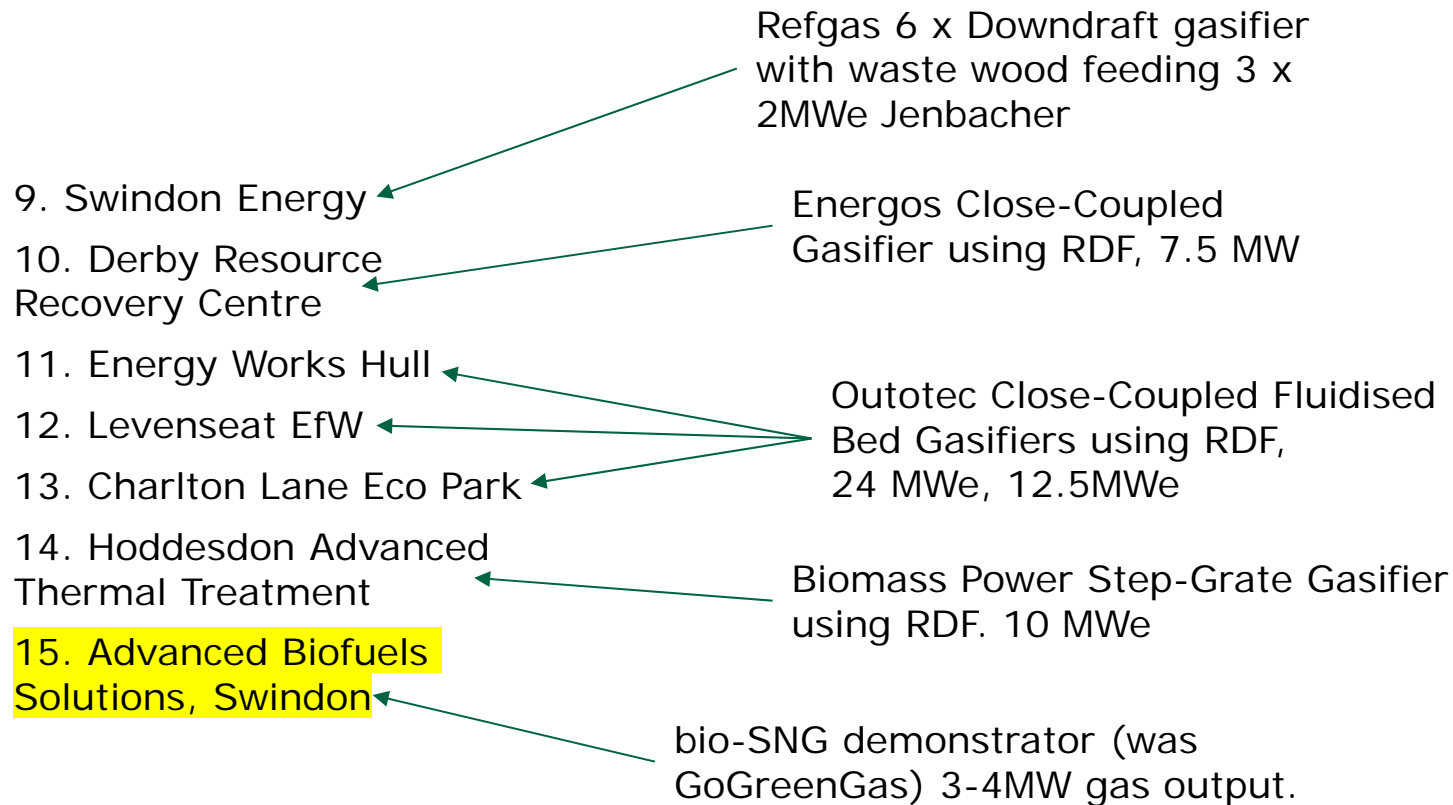 Refgas 6 x Downdraft gasifier
with waste wood feeding 3 x
2MWe Jenbacher
9. Swindon Energy
Energos Close-Coupled
Gasifier using RDF, 7.5 MW
10. Derby Resource
Recovery Centre
11. Energy Works Hull
12. Levenseat EfW
13. Charlton Lane Eco Park
Outotec Close-Coupled Fluidised
Bed Gasifiers using RDF,
24 MWe, 12.5MWe
14. Hoddesdon Advanced
Thermal Treatment
Biomass Power Step-Grate Gasifier
using RDF. 10 MWe
15. Advanced Biofuels
Solutions, Swindon
bio-SNG demonstrator (was
GoGreenGas) 3-4MW gas output.